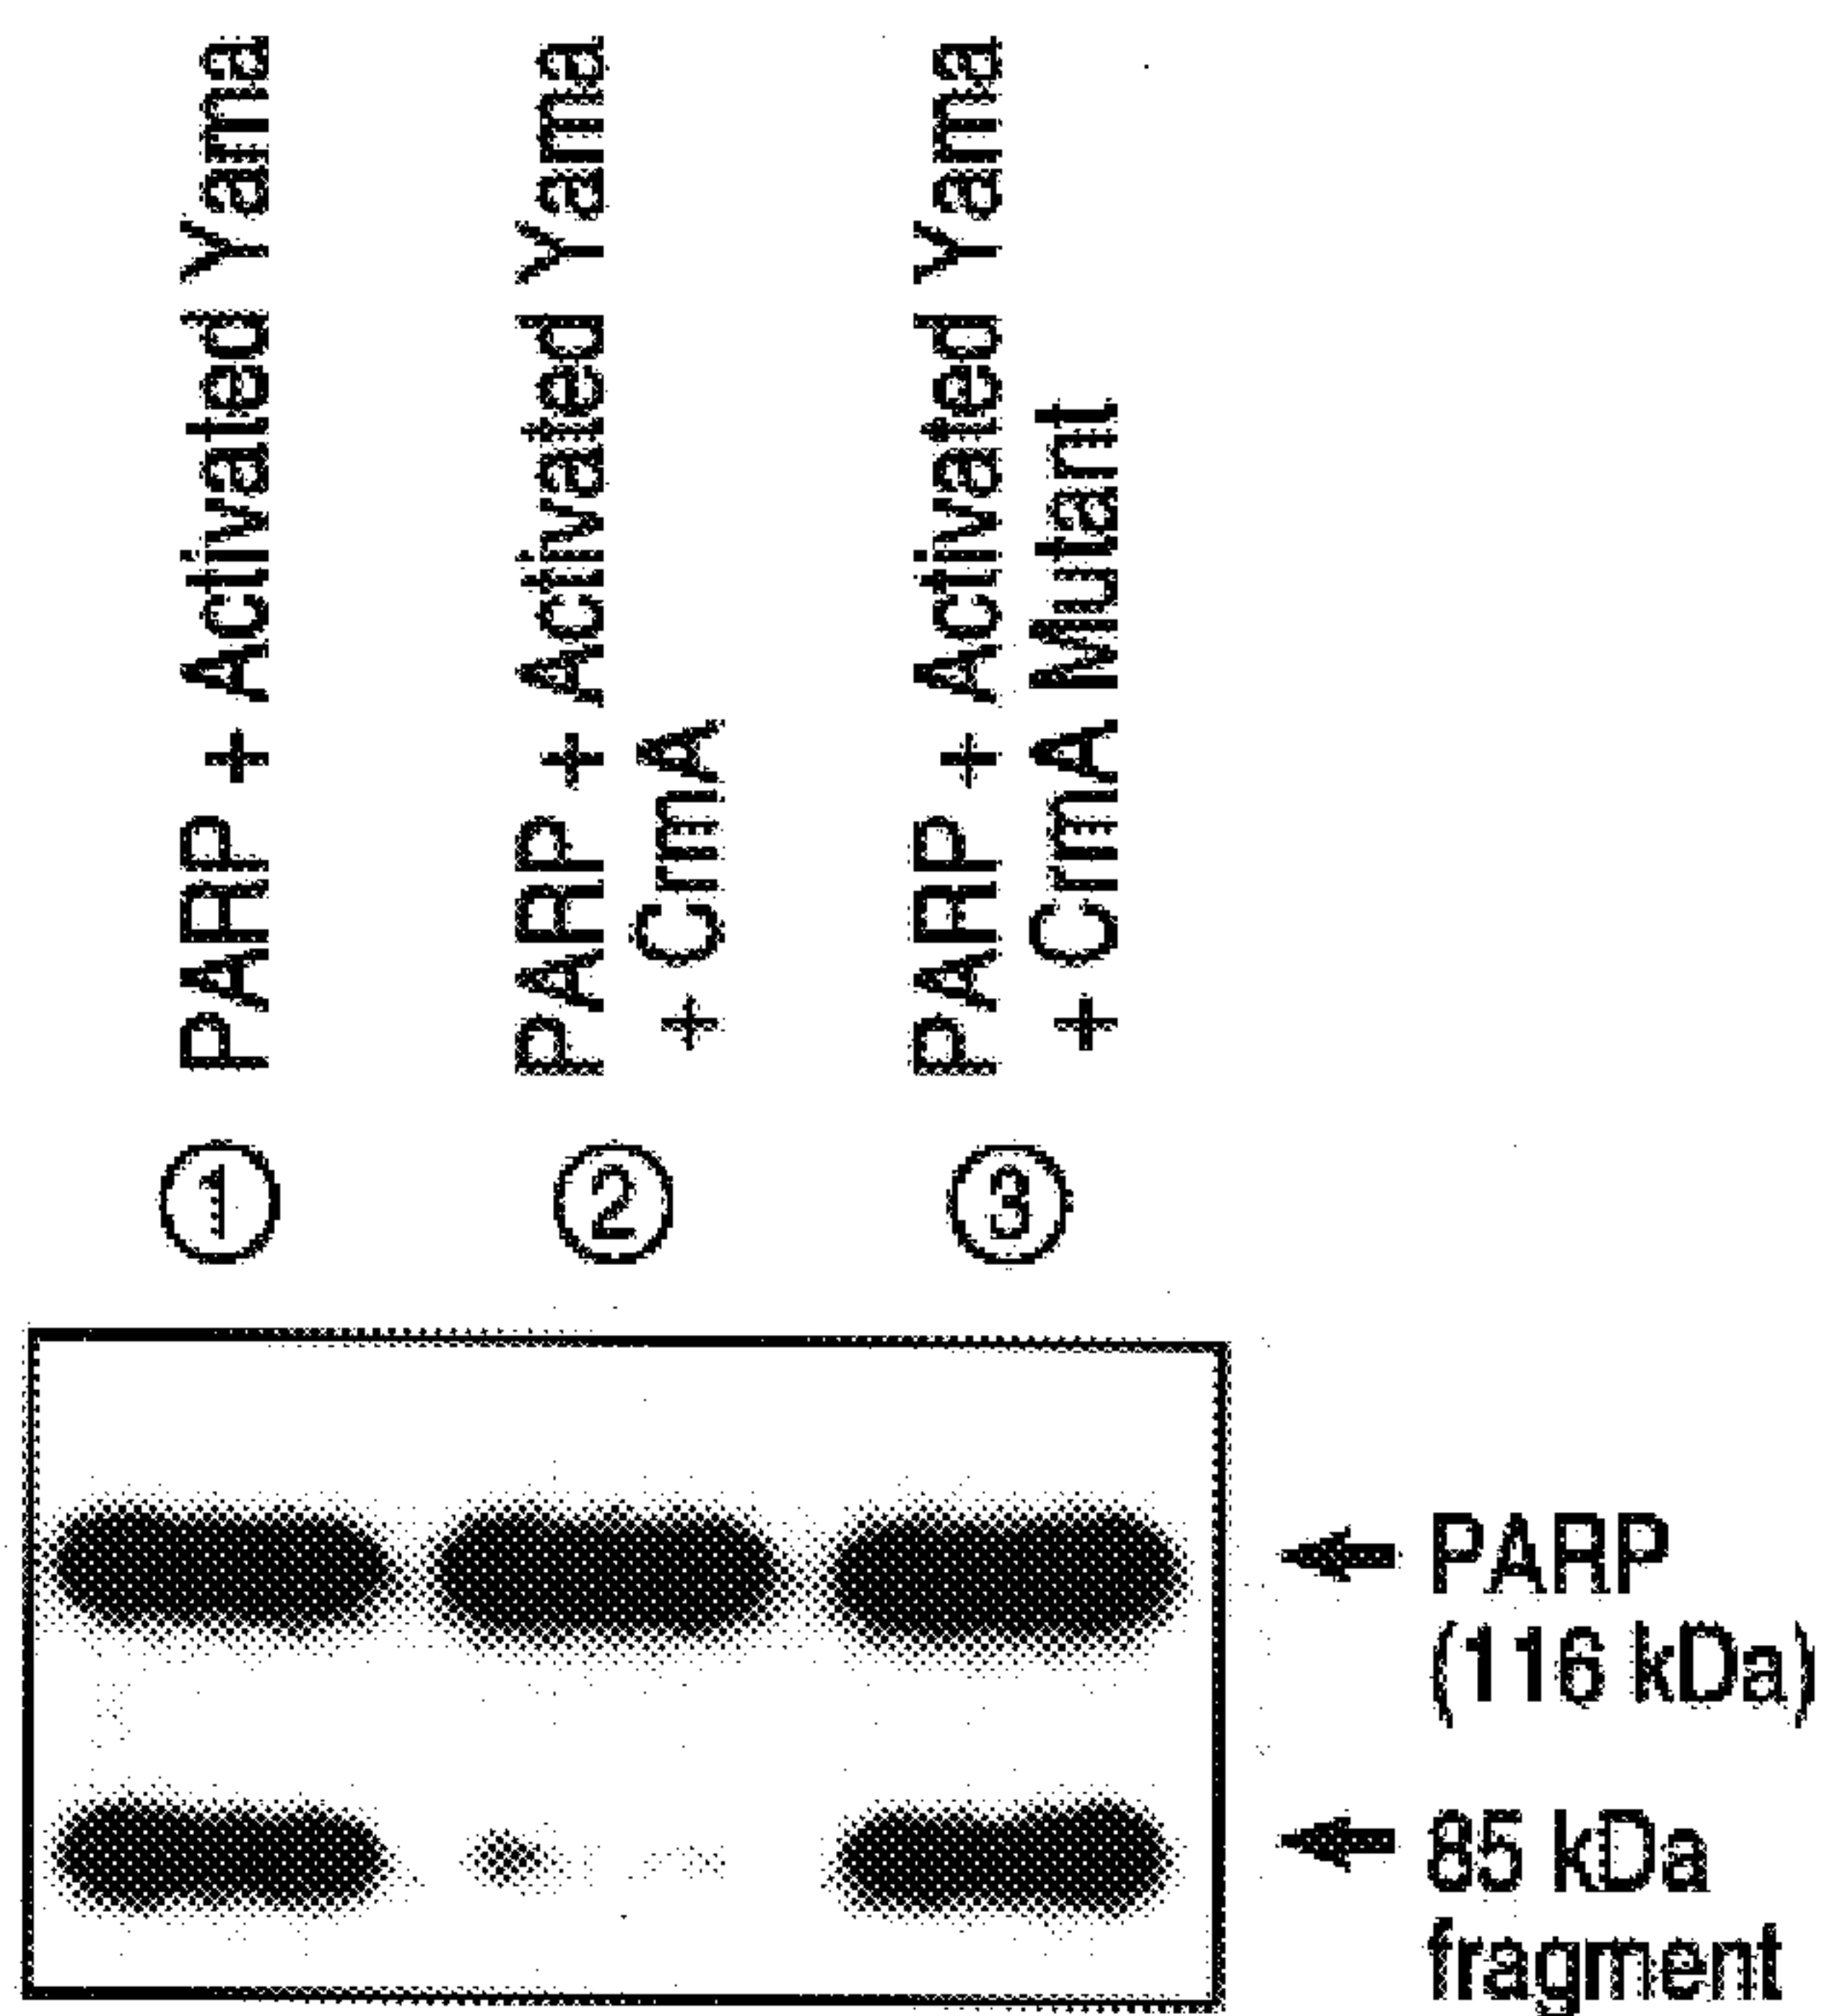 PARP + Activated Yama
PARP + Activated Yama
+ CrmA
PARP + Activated Yama
+ CrmA Mutant
1
2
3
PARP
(116 kDa)
85 kDa
fragment